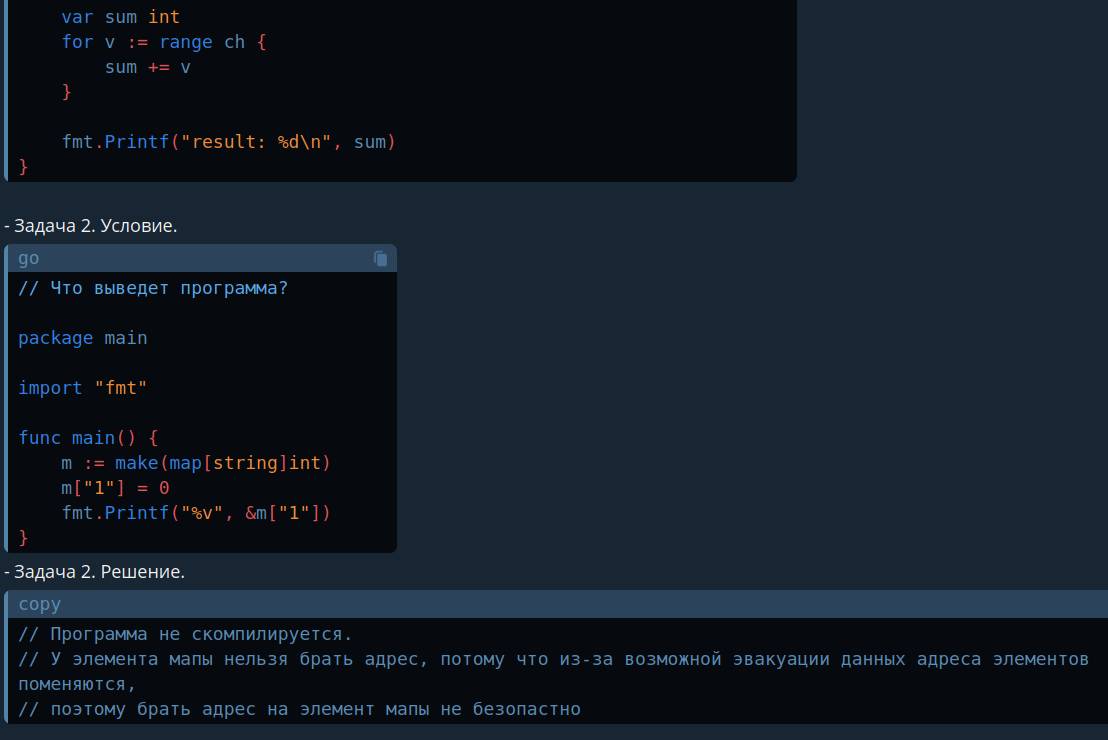 var sum int
for v := range ch {
sum += v
}
fmt.Printf("result: %d\n", sum)
}
- Задача 2. Условие.
go
// Что выведет программа?
package main
import "fmt"
func main() {
m := make(map[string]int)
m["1"] = 0
fmt.Printf("%v", &m["1"])
}
- Задача 2. Решение.
copy
// Программа не скомпилируется.
// У элемента мапы нельзя брать адрес, потому что из-за возможной эвакуации данных адреса элементов
поменяются,
// поэтому брать адрес на элемент мапы не безопастно